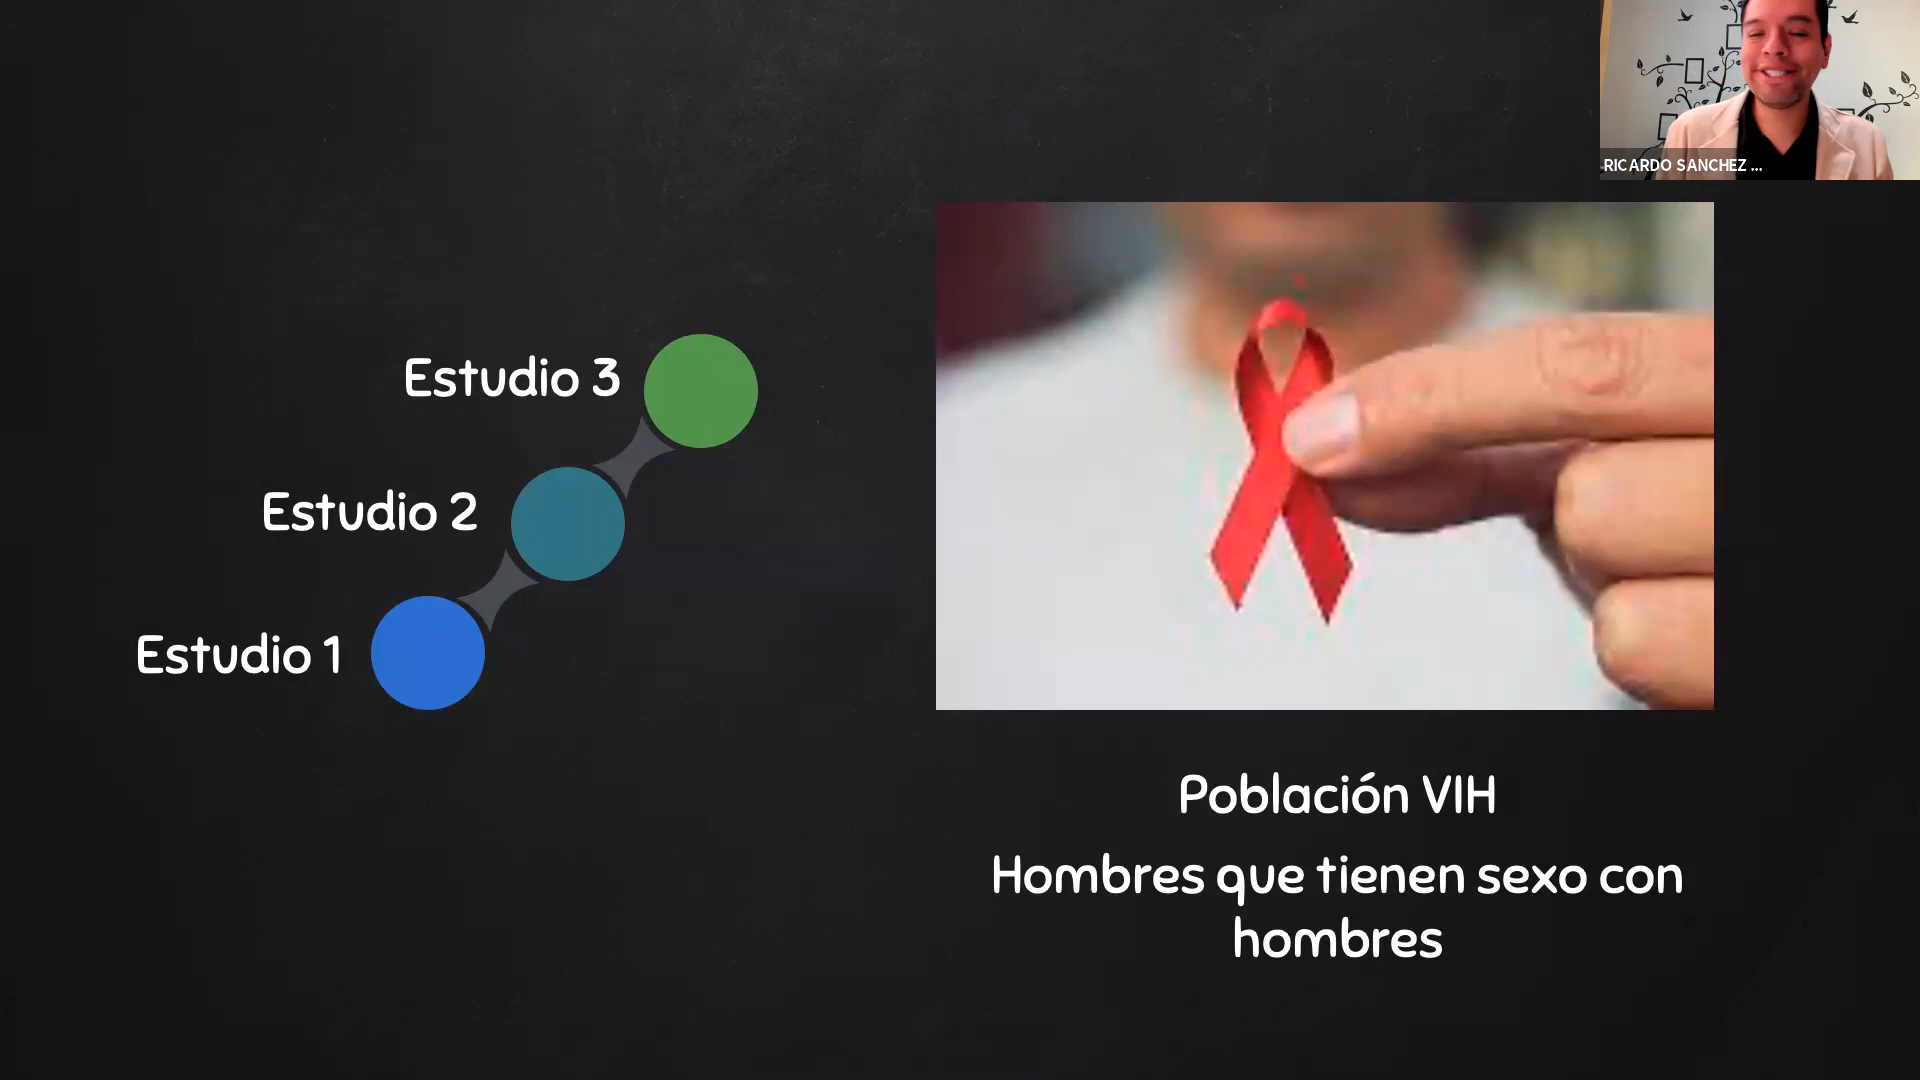 RICARDO SANCHEZ ...
Estudio 3
Estudio 2
Estudio 1
Población VIH
Hombres que tienen sexo con
hombres